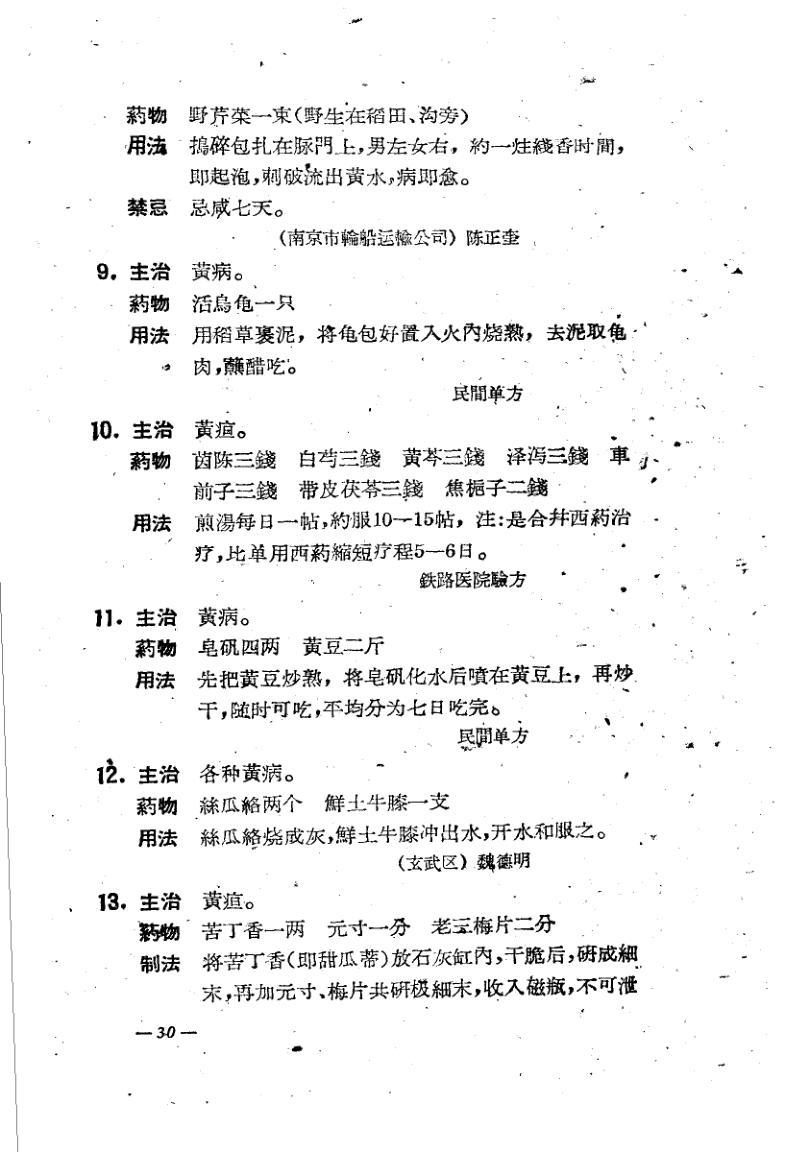 葯物 野芹菜一束(野生在稻田、沟旁)
用法 搗碎包扎在脉門上,男左女右，約一炷綫香时間，
即起泡,刺破流出黃水,病即愈。
禁忌 忌咸七天。
(南京市輪船运輸公司) 陈正奎
9. 主治 黃病。
葯物 活烏龟一只
用法 用稻草裹泥，将龟包好置入火內烧熟，去泥取龟
肉,蘸醋吃。
民間单方
10. 主治 黃疸。
葯物 茵陈三錢 白芍三錢 黃芩三錢 泽泻三錢 車
前子三錢 带皮茯苓三錢 焦梔子二錢
用法 煎湯每日一帖,約服10—15帖，注:是合幷西葯治
疗,比单用西葯縮短疗程5—6日。
鉄路医院驗方
11. 主治 黃病。
葯物 皂矾四两 黃豆二斤
用法 先把黃豆炒熟，将皂矾化水后噴在黃豆上，再炒
干,随时可吃,平均分为七日吃完。
民間单方
12. 主治 各种黃病。
葯物 絲瓜絡两个 鮮土牛膝一支
用法 絲瓜絡烧成灰,鮮土牛膝冲出水,开水和服之。
(玄武区) 魏德明
13. 主治 黃疸。
葯物 苦丁香一两 元寸一分 老三梅片二分
制法 将苦丁香(即甜瓜蒂)放石灰缸內,干脆后,研成細
末,再加元寸、梅片共研极細末,收入磁瓶,不可泄
— 30 —